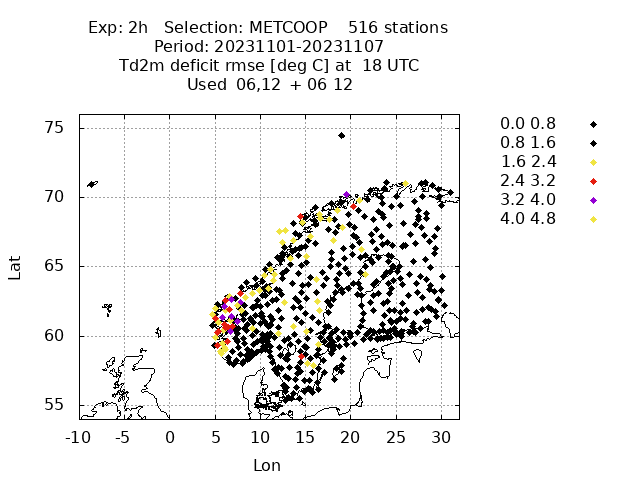 Exp: 2h   Selection: METCOOP    516 stations
Period: 20231101-20231107
Td2m deficit rmse [deg C] at  18 UTC
Used  06,12  + 06 12
0.0 0.8
0.8 1.6
1.6 2.4
2.4 3.2
3.2 4.0
4.0 4.8
75
70
65
60
55
Lat
-10 -5 0 5 10 15 20 25 30
Lon